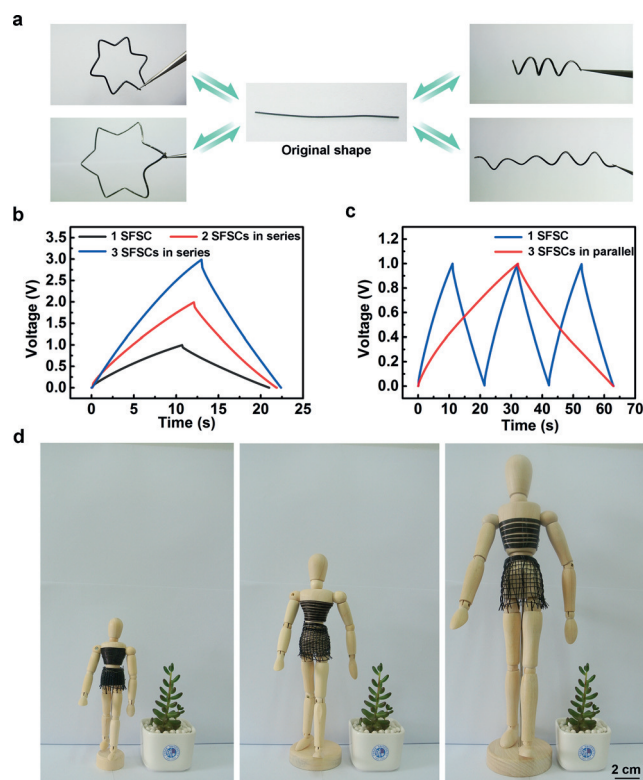 a
Original shape
b
1 SFSC 2 SFSCs in series
3 SFSCs in series
3.5
3.0
2.5
2.0
1.5
1.0
0.5
0.0
Voltage (V)
0 5 10 15 20 25
Time (s)
c
1 SFSC
3 SFSCs in parallel
1.2
1.0
0.8
0.6
0.4
0.2
0.0
Voltage (V)
0 10 20 30 40 50 60 70
Time (s)
d
2 cm